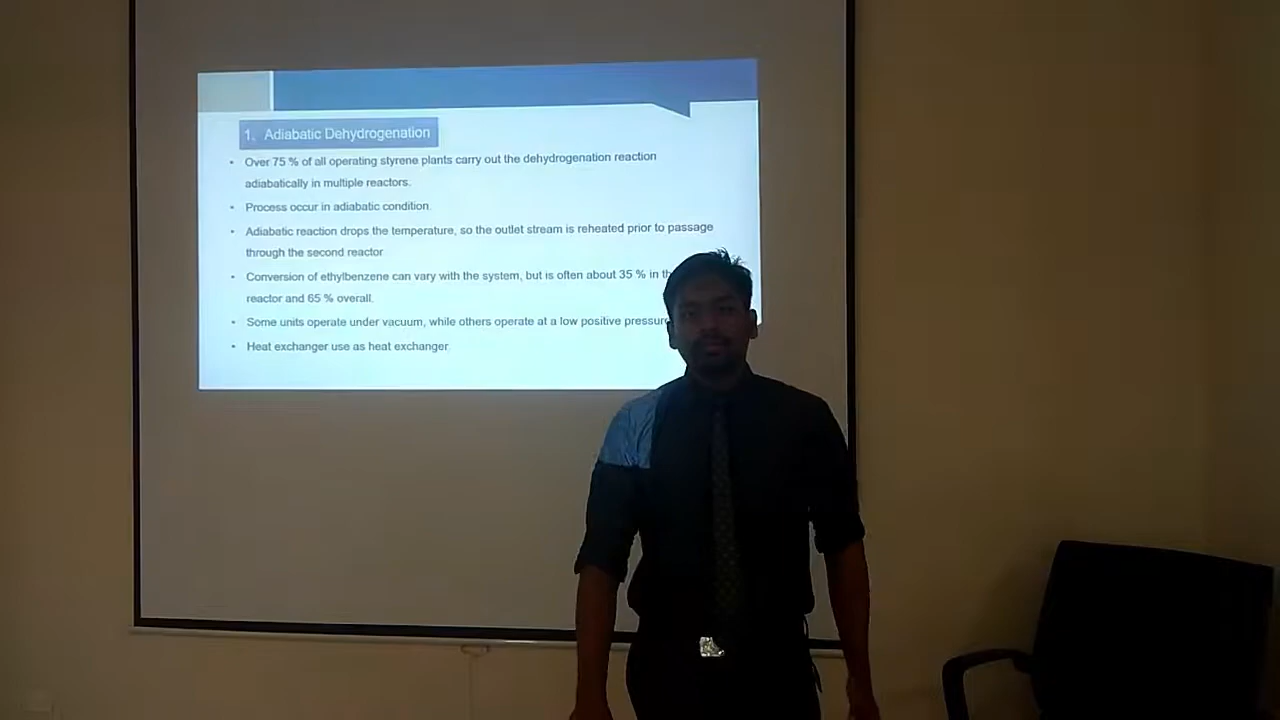 1. Adiabatic Dehydrogenation
• Over 75 % of all operating styrene plants carry out the dehydrogenation reaction
adiabatically in multiple reactors.
• Process occur in adiabatic condition.
• Adiabatic reaction drops the temperature, so the outlet stream is reheated prior to passage
through the second reactor
• Conversion of ethylbenzene can vary with the system, but is often about 35 % in
reactor and 65 % overall.
• Some units operate under vacuum, while others operate at a low positive
• Heat exchanger use as heat exchanger.